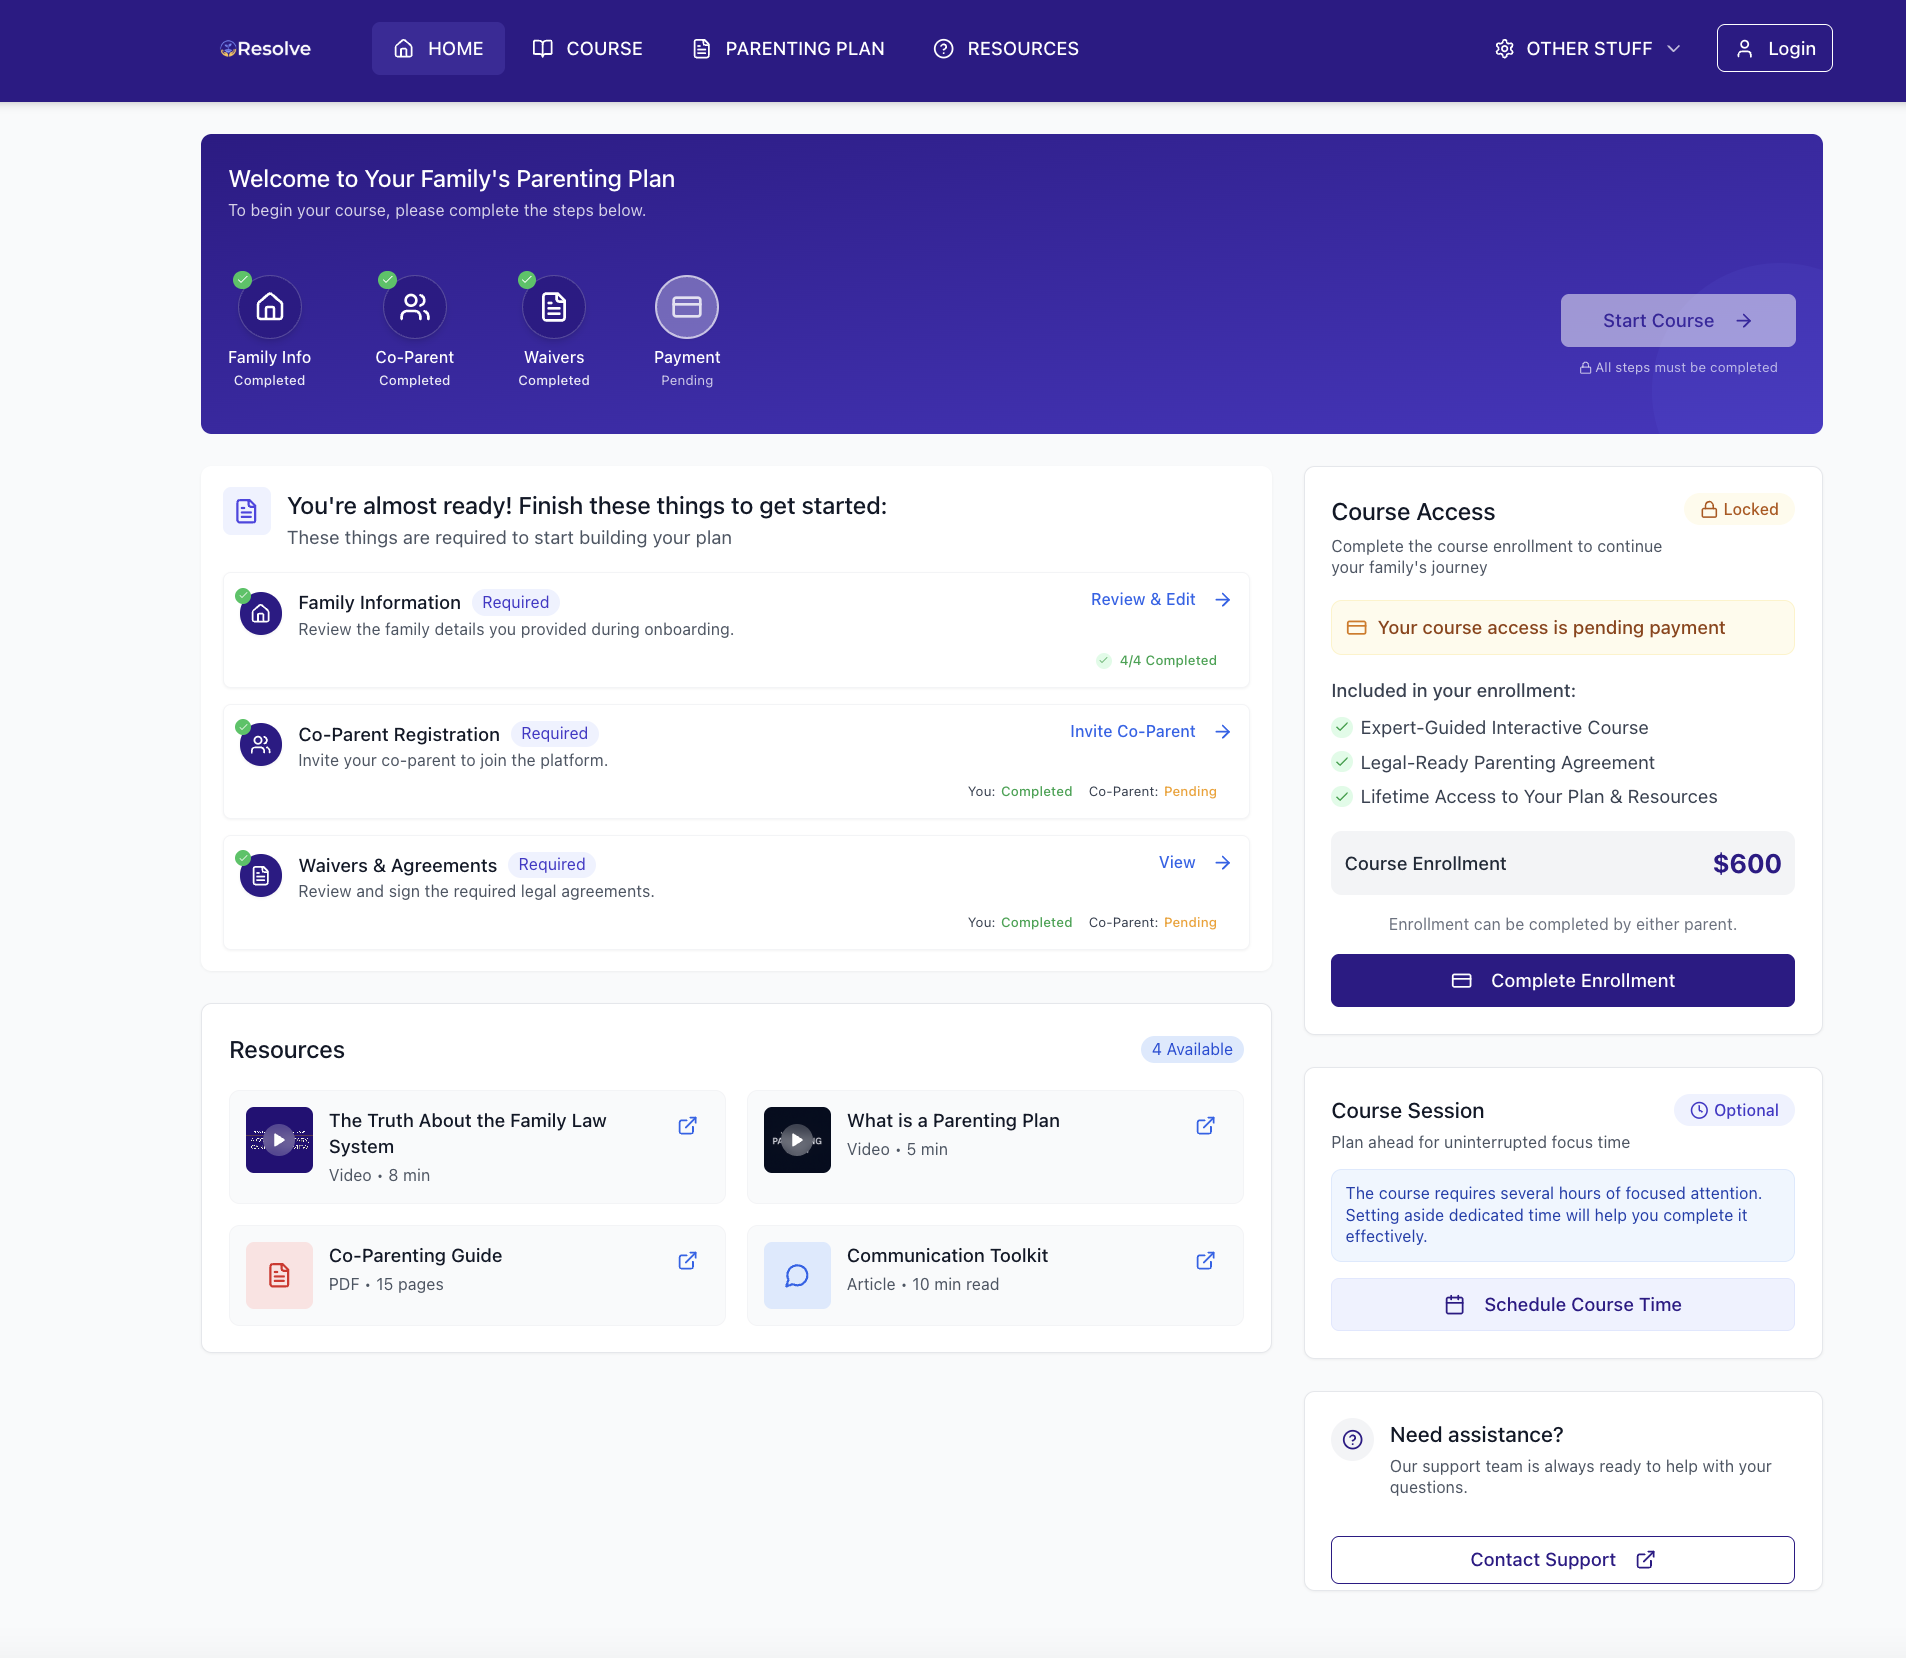 Resolve
HOME
COURSE
PARENTING PLAN
RESOURCES
OTHER STUFF
Login
Welcome to Your Family's Parenting Plan
To begin your course, please complete the steps below.
Family Info
Completed
Co-Parent
Completed
Waivers
Completed
Payment
Pending
Start Course
All steps must be completed
You're almost ready! Finish these things to get started:
These things are required to start building your plan
Family Information
Required
Review & Edit
Review the family details you provided during onboarding.
4/4 Completed
Co-Parent Registration
Required
Invite Co-Parent
Invite your co-parent to join the platform.
You: Completed Co-Parent: Pending
Waivers & Agreements
Required
View
Review and sign the required legal agreements.
You: Completed Co-Parent: Pending
Resources
4 Available
The Truth About the Family Law
System
Video • 8 min
What is a Parenting Plan
Video • 5 min
Co-Parenting Guide
PDF • 15 pages
Communication Toolkit
Article • 10 min read
Course Access
Locked
Complete the course enrollment to continue
your family's journey
Your course access is pending payment
Included in your enrollment:
Expert-Guided Interactive Course
Legal-Ready Parenting Agreement
Lifetime Access to Your Plan & Resources
Course Enrollment
$600
Enrollment can be completed by either parent.
Complete Enrollment
Course Session
Optional
Plan ahead for uninterrupted focus time
The course requires several hours of focused attention.
Setting aside dedicated time will help you complete it
effectively.
Schedule Course Time
Need assistance?
Our support team is always ready to help with your
questions.
Contact Support